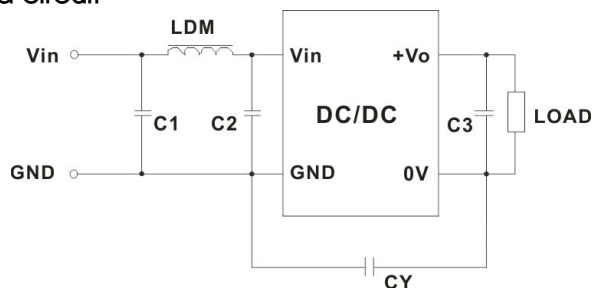 circuit
LDM
Vin
Vin
+Vo
C1
C2
DC/DC
C3
LOAD
GND
GND
0V
CY